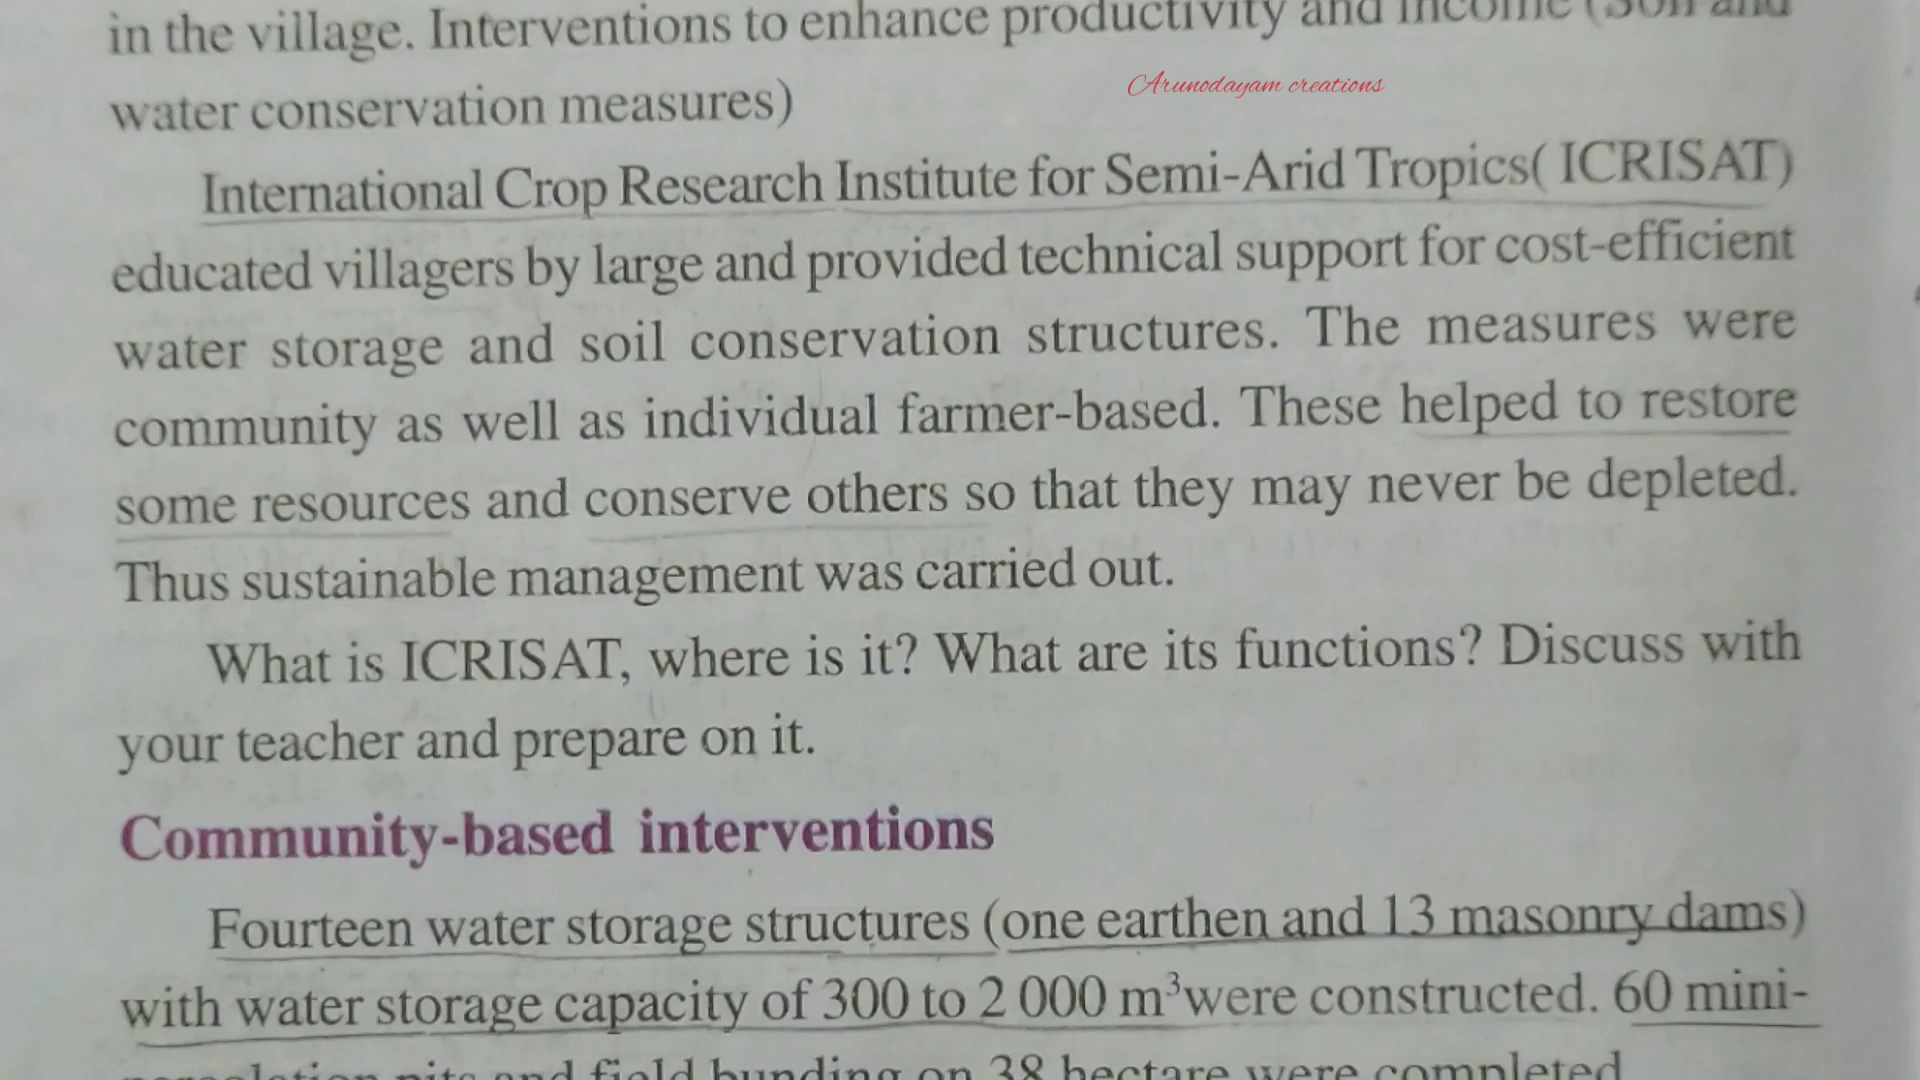 in the village. Interventions to enhance productivity and income (Soil and
Arunodayam creations
water conservation measures)
International Crop Research Institute for Semi-Arid Tropics( ICRISAT)
educated villagers by large and provided technical support for cost-efficient
water storage and soil conservation structures. The measures were
community as well as individual farmer-based. These helped to restore
some resources and conserve others so that they may never be depleted.
Thus sustainable management was carried out.
What is ICRISAT, where is it? What are its functions? Discuss with
your teacher and prepare on it.
Community-based interventions
Fourteen water storage structures (one earthen and 13 masonry dams)
with water storage capacity of 300 to 2 000 m³were constructed. 60 mini-
percolation pits and field bunding on 38 hectare were completed